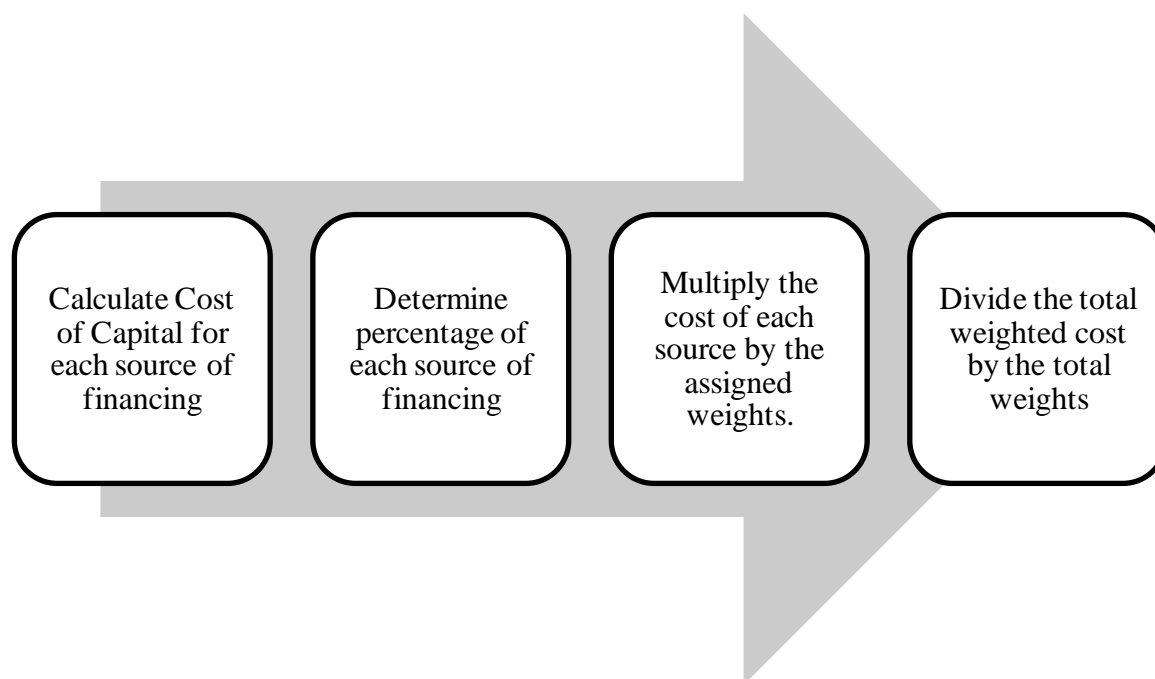 Calculate Cost
of Capital for
each source of
financing
Determine
percentage of
each source of
financing
Multiply the
cost of each
source by the
assigned
weights.
Divide the total
weighted cost
by the total
weights